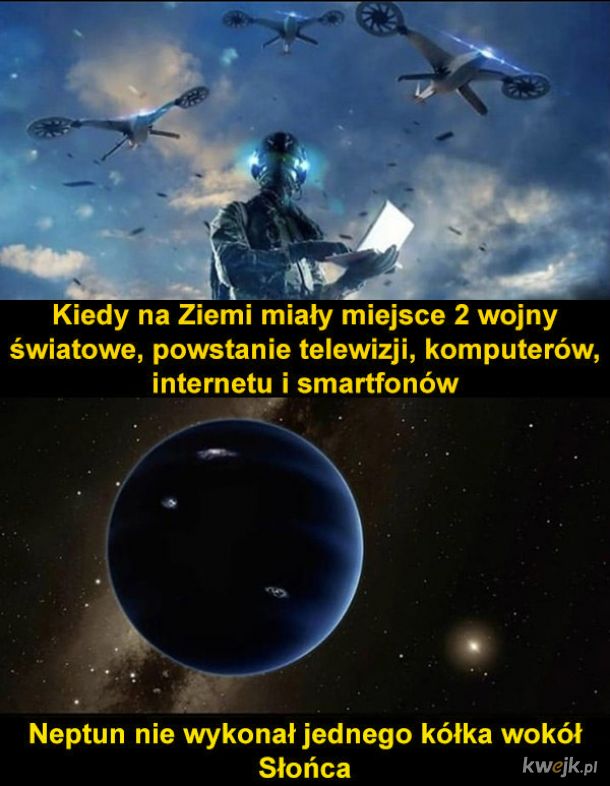 Kiedy na Ziemi miały miejsce 2 wojny
światowe, powstanie telewizji, komputerów,
internetu i smartfonów
Neptun nie wykonał jednego kółka wokół
Słońca
kwejk.pl